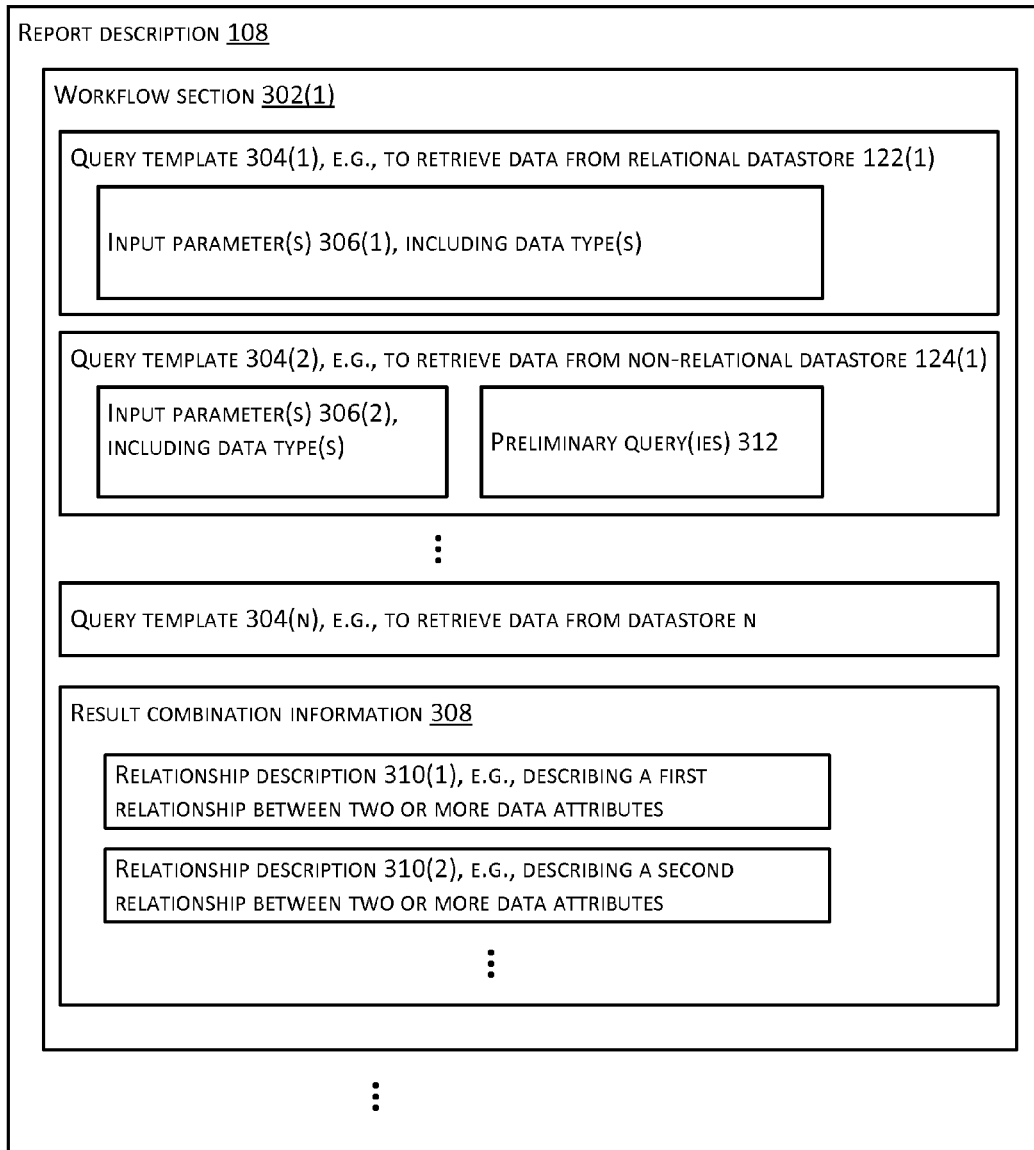 REPORT DESCRIPTION 108
WORKFLOW SECTION 302(1)
QUERY TEMPLATE 304(1), E.G., TO RETRIEVE DATA FROM RELATIONAL DATASTORE 122(1)
INPUT PARAMETER(S) 306(1), INCLUDING DATA TYPE(S)
QUERY TEMPLATE 304(2), E.G., TO RETRIEVE DATA FROM NON-RELATIONAL DATASTORE 124(1)
INPUT PARAMETER(S) 306(2),
INCLUDING DATA TYPE(S)
PRELIMINARY QUERY(IES) 312
QUERY TEMPLATE 304(N), E.G., TO RETRIEVE DATA FROM DATASTORE N
RESULT COMBINATION INFORMATION 308
RELATIONSHIP DESCRIPTION 310(1), E.G., DESCRIBING A FIRST
RELATIONSHIP BETWEEN TWO OR MORE DATA ATTRIBUTES
RELATIONSHIP DESCRIPTION 310(2), E.G., DESCRIBING A SECOND
RELATIONSHIP BETWEEN TWO OR MORE DATA ATTRIBUTES